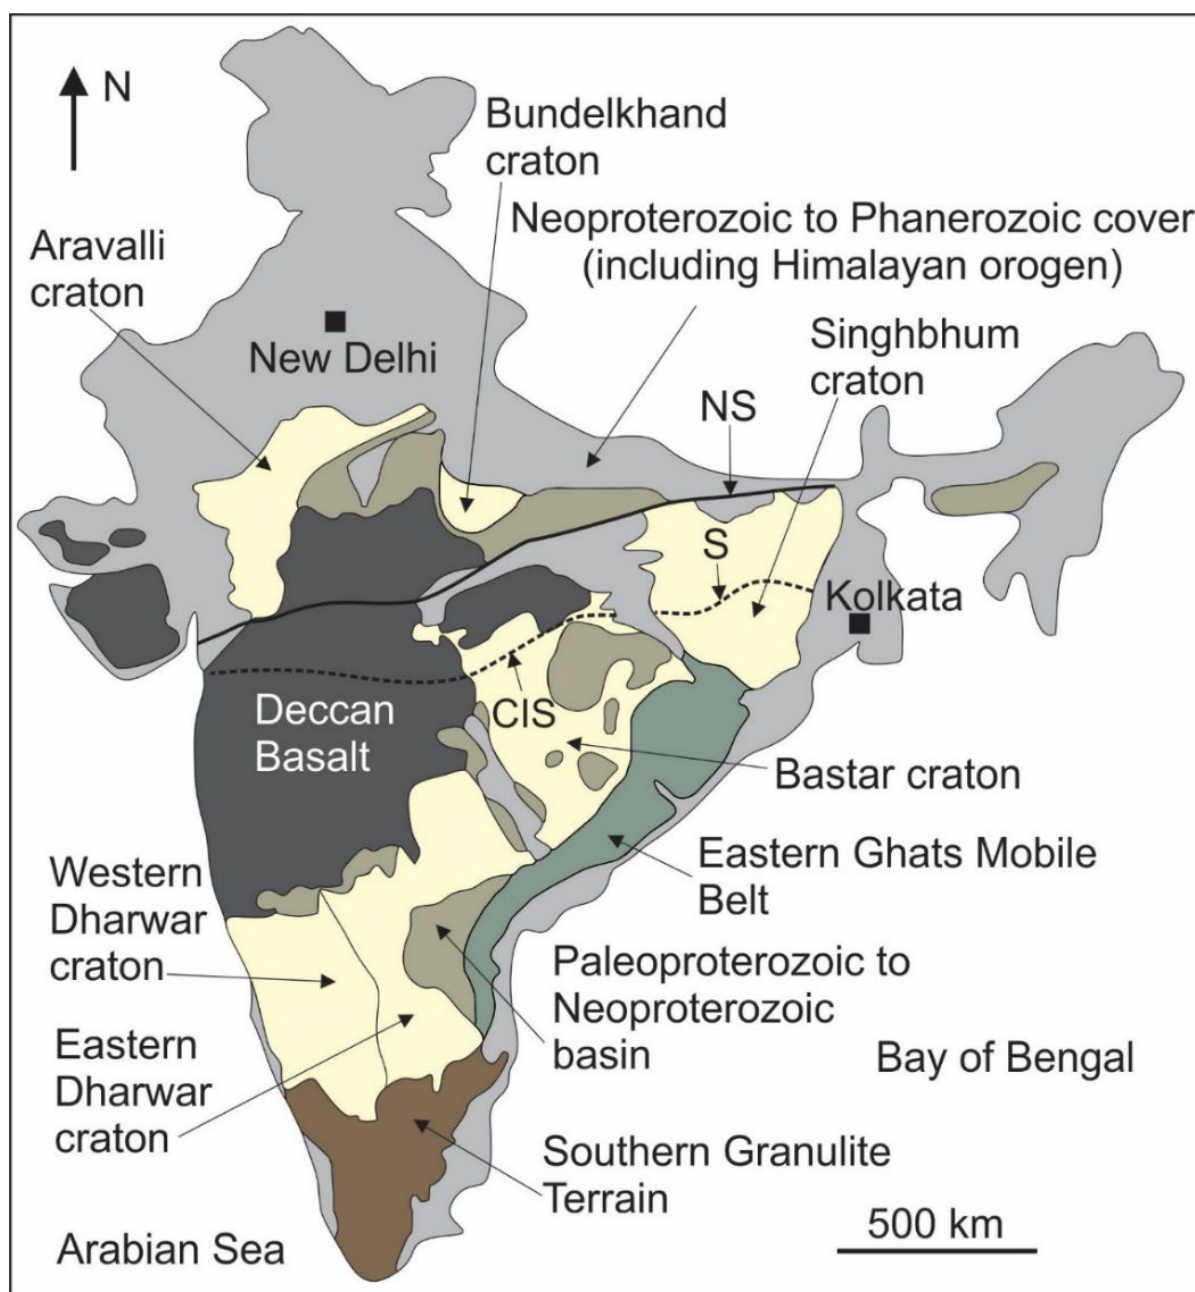 N
Bundelkhand
craton
Neoproterozoic to Phanerozoic cover
(including Himalayan orogen)
Aravalli
craton
New Delhi
Singhbhum
craton
NS
S
Kolkata
CIS
Deccan
Basalt
Bastar craton
Eastern Ghats Mobile
Belt
Western
Dharwar
craton
Paleoproterozoic to
Neoproterozoic
basin
Eastern
Dharwar
craton
Bay of Bengal
Southern Granulite
Terrain
Arabian Sea
500 km